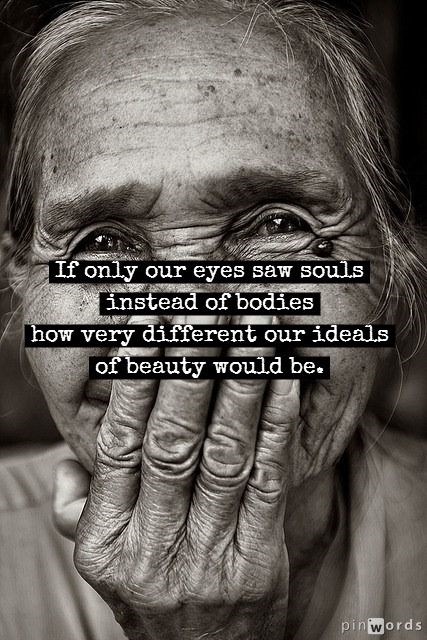 If only our eyes saw souls
instead of bodies
how very different our ideals
of beauty would be.
pinwords